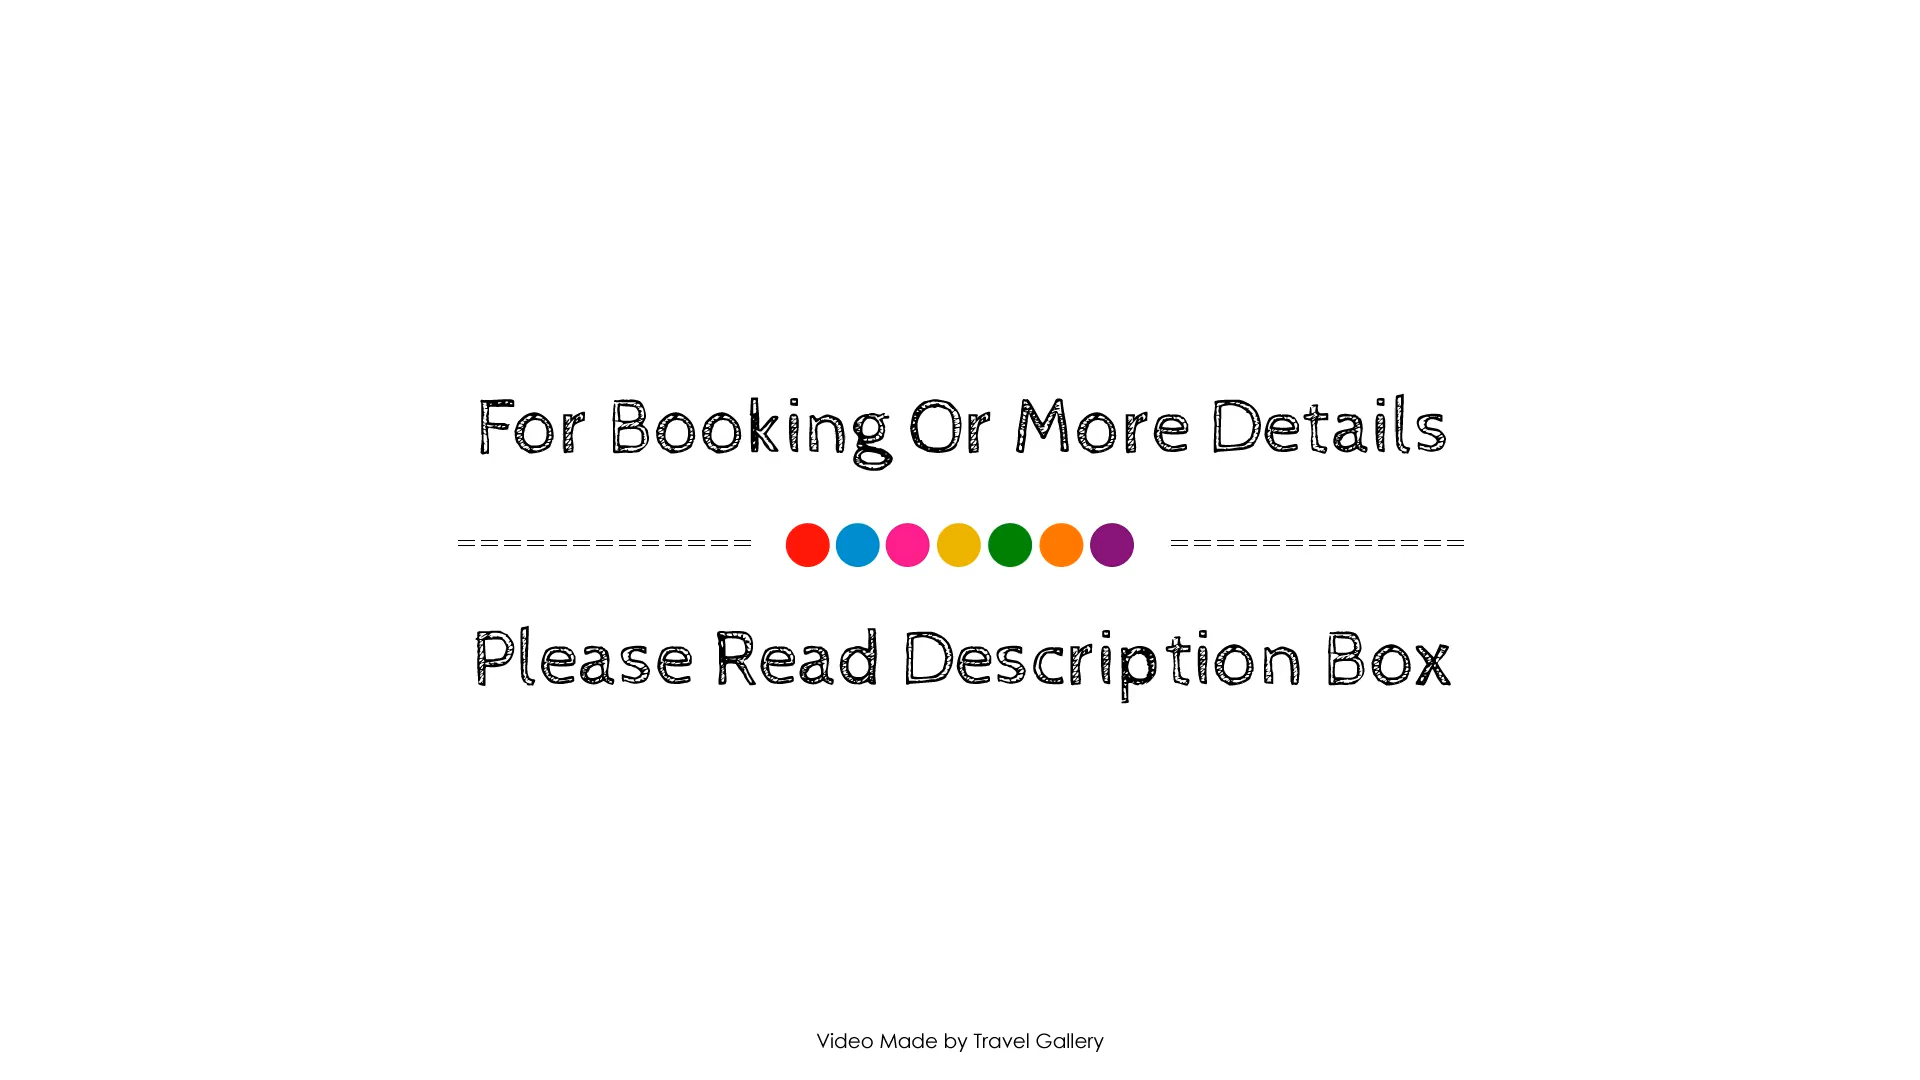 For Booking Or More Details
============= =============
Please Read Description Box
Video Made by Travel Gallery